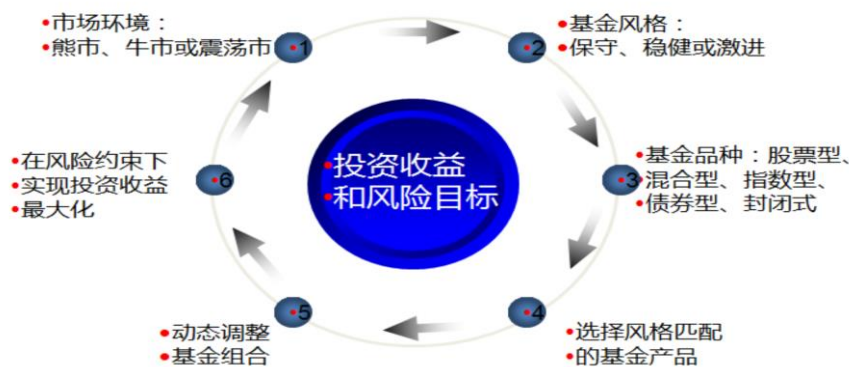 市场环境：
熊市、牛市或震荡市
1
2
基金风格：
保守、稳健或激进
3
基金品种：股票型、
混合型、指数型、
债券型、封闭式
4
选择风格匹配
的基金产品
5
动态调整
基金组合
6
在风险约束下
实现投资收益
最大化
投资收益
和风险目标